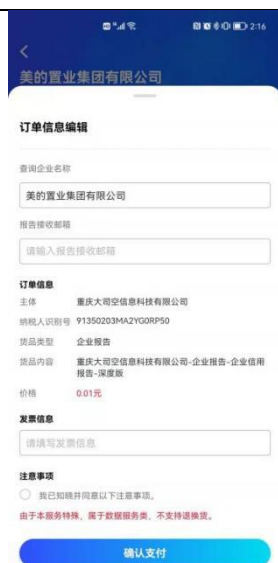 2:16
美的置业集团有限公司
订单信息编辑
查询企业名称
美的置业集团有限公司
报告接收邮箱
请输入报告接收邮箱
订单信息
主体 重庆大司空信息科技有限公司
纳税人识别号 91350203MA2YG0RP50
货品类型 企业报告
货品内容 重庆大司空信息科技有限公司-企业报告-企业信用
报告-深度版
价格 0.01元
发票信息
请填写发票信息
注意事项
我已知晓并同意以下注意事项。
由于本服务特殊，属于数据服务类，不支持退换货。
确认支付